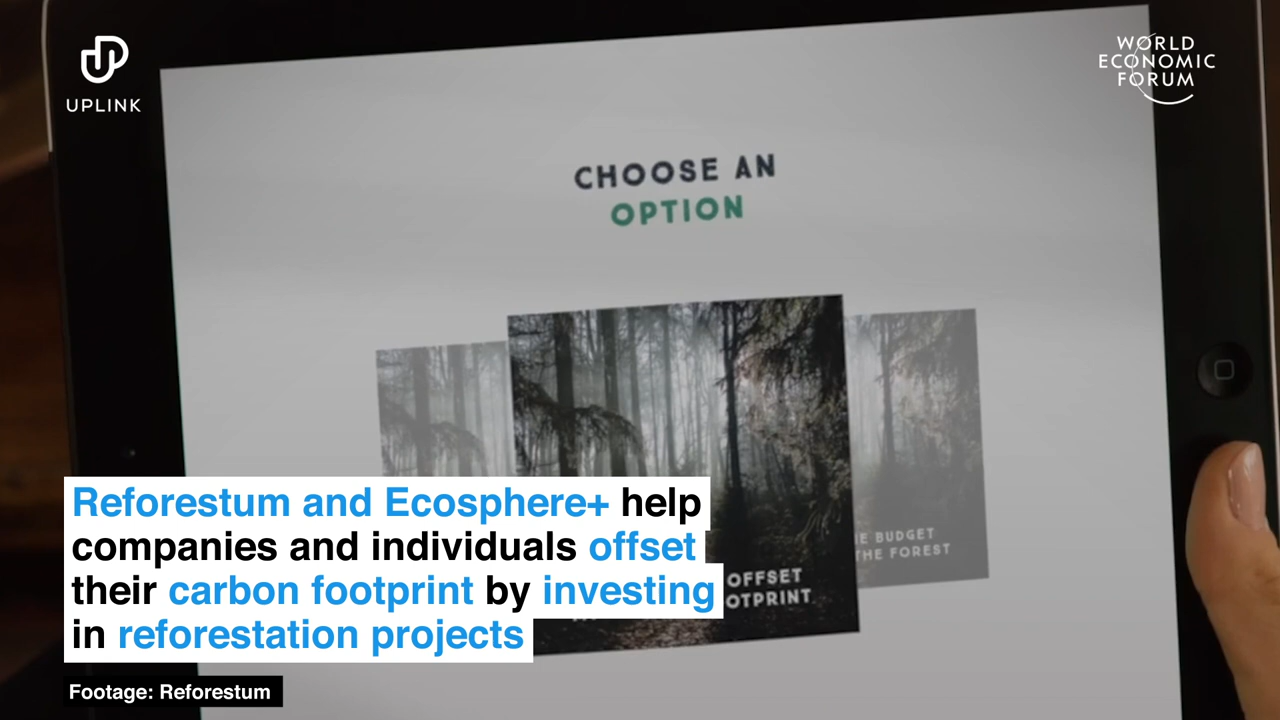 UPLINK
WORLD
ECONOMIC
FORUM
CHOOSE AN
OPTION
BUDGET
THE FOREST
OFFSET
Reforestum and Ecosphere+ help
companies and individuals offset
their carbon footprint by investing
in reforestation projects
Footage: Reforestum